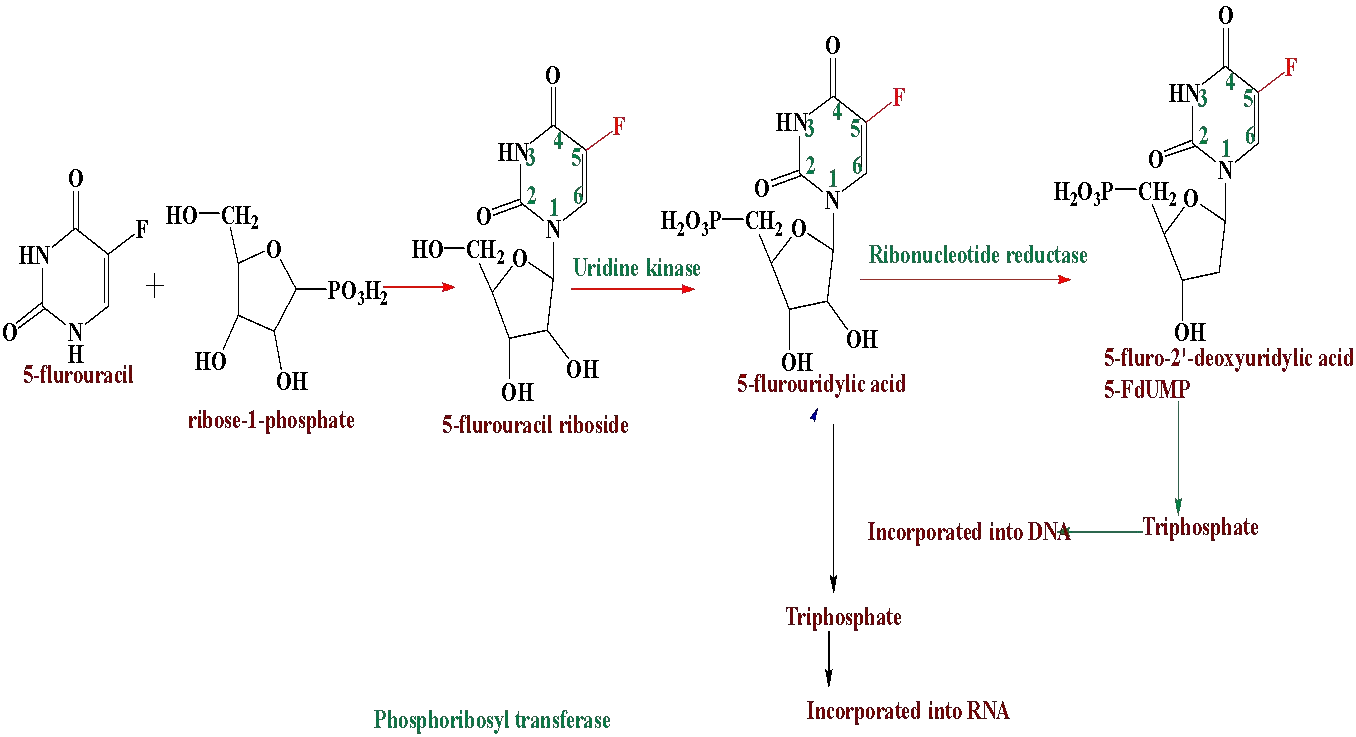 O
HN
O
N
H
F
5-flurouracil
+
HO
CH2
O
PO3H2
HO
OH
ribose-1-phosphate
O
4
F
HN3
5
2
6
O
1
N
HO
CH2
O
OH
OH
5-flurouracil riboside
Uridine kinase
O
4
F
HN3
5
2
6
O
1
N
H2O3P
CH2
O
OH
OH
5-flurouridylic acid
Ribonucleotide reductase
O
4
F
HN3
5
2
6
O
1
N
H2O3P
CH2
O
OH
5-fluro-2'-deoxyuridylic acid
5-FdUMP
Triphosphate
Incorporated into DNA
Triphosphate
Incorporated into RNA
Phosphoribosyl transferase